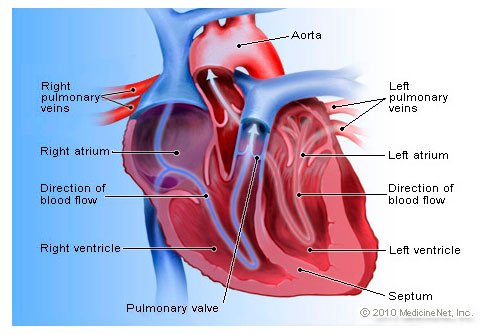 Aorta
Right
pulmonary
veins
Left
pulmonary
veins
Right atrium
Left atrium
Direction of
blood flow
Direction of
blood flow
Right ventricle
Left ventricle
Septum
Pulmonary valve
© 2010 MedicineNet, Inc.